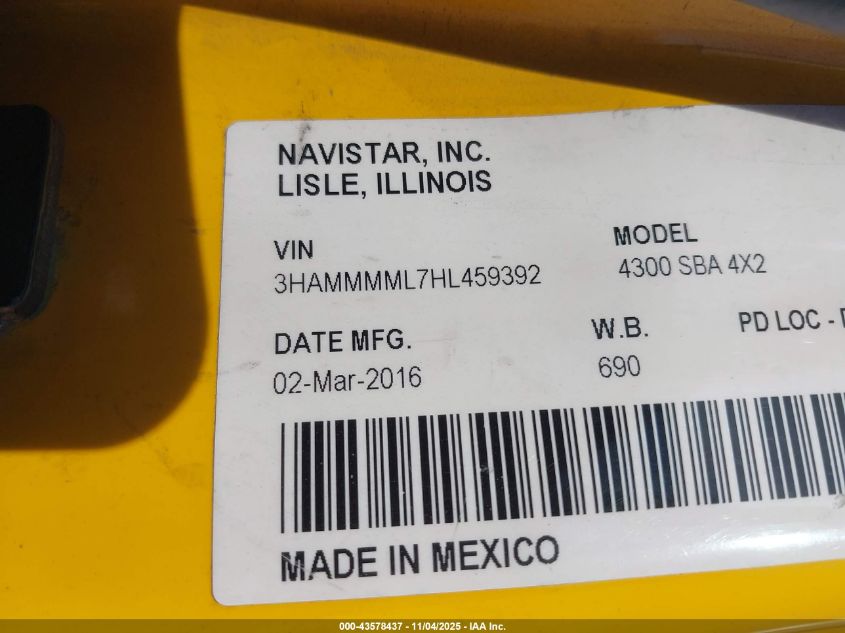 NAVISTAR, INC.
LISLE, ILLINOIS
VIN
3HAMMMML7HL459392
MODEL
4300 SBA 4X2
DATE MFG.
02-Mar-2016
W.B.
690
PD LOC -
MADE IN MEXICO
000-43578437 - 11/04/2025 - IAA Inc.